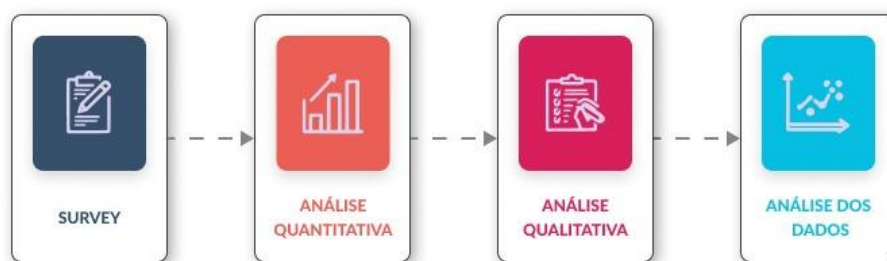 SURVEY
ANÁLISE
QUANTITATIVA
ANÁLISE
QUALITATIVA
ANÁLISE DOS
DADOS